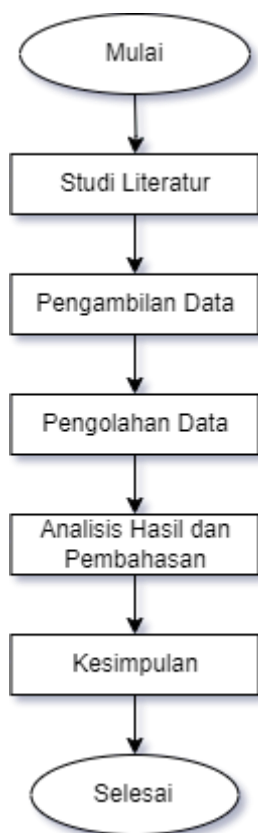 Mulai
Studi Literatur
Pengambilan Data
Pengolahan Data
Analisis Hasil dan
Pembahasan
Kesimpulan
Selesai